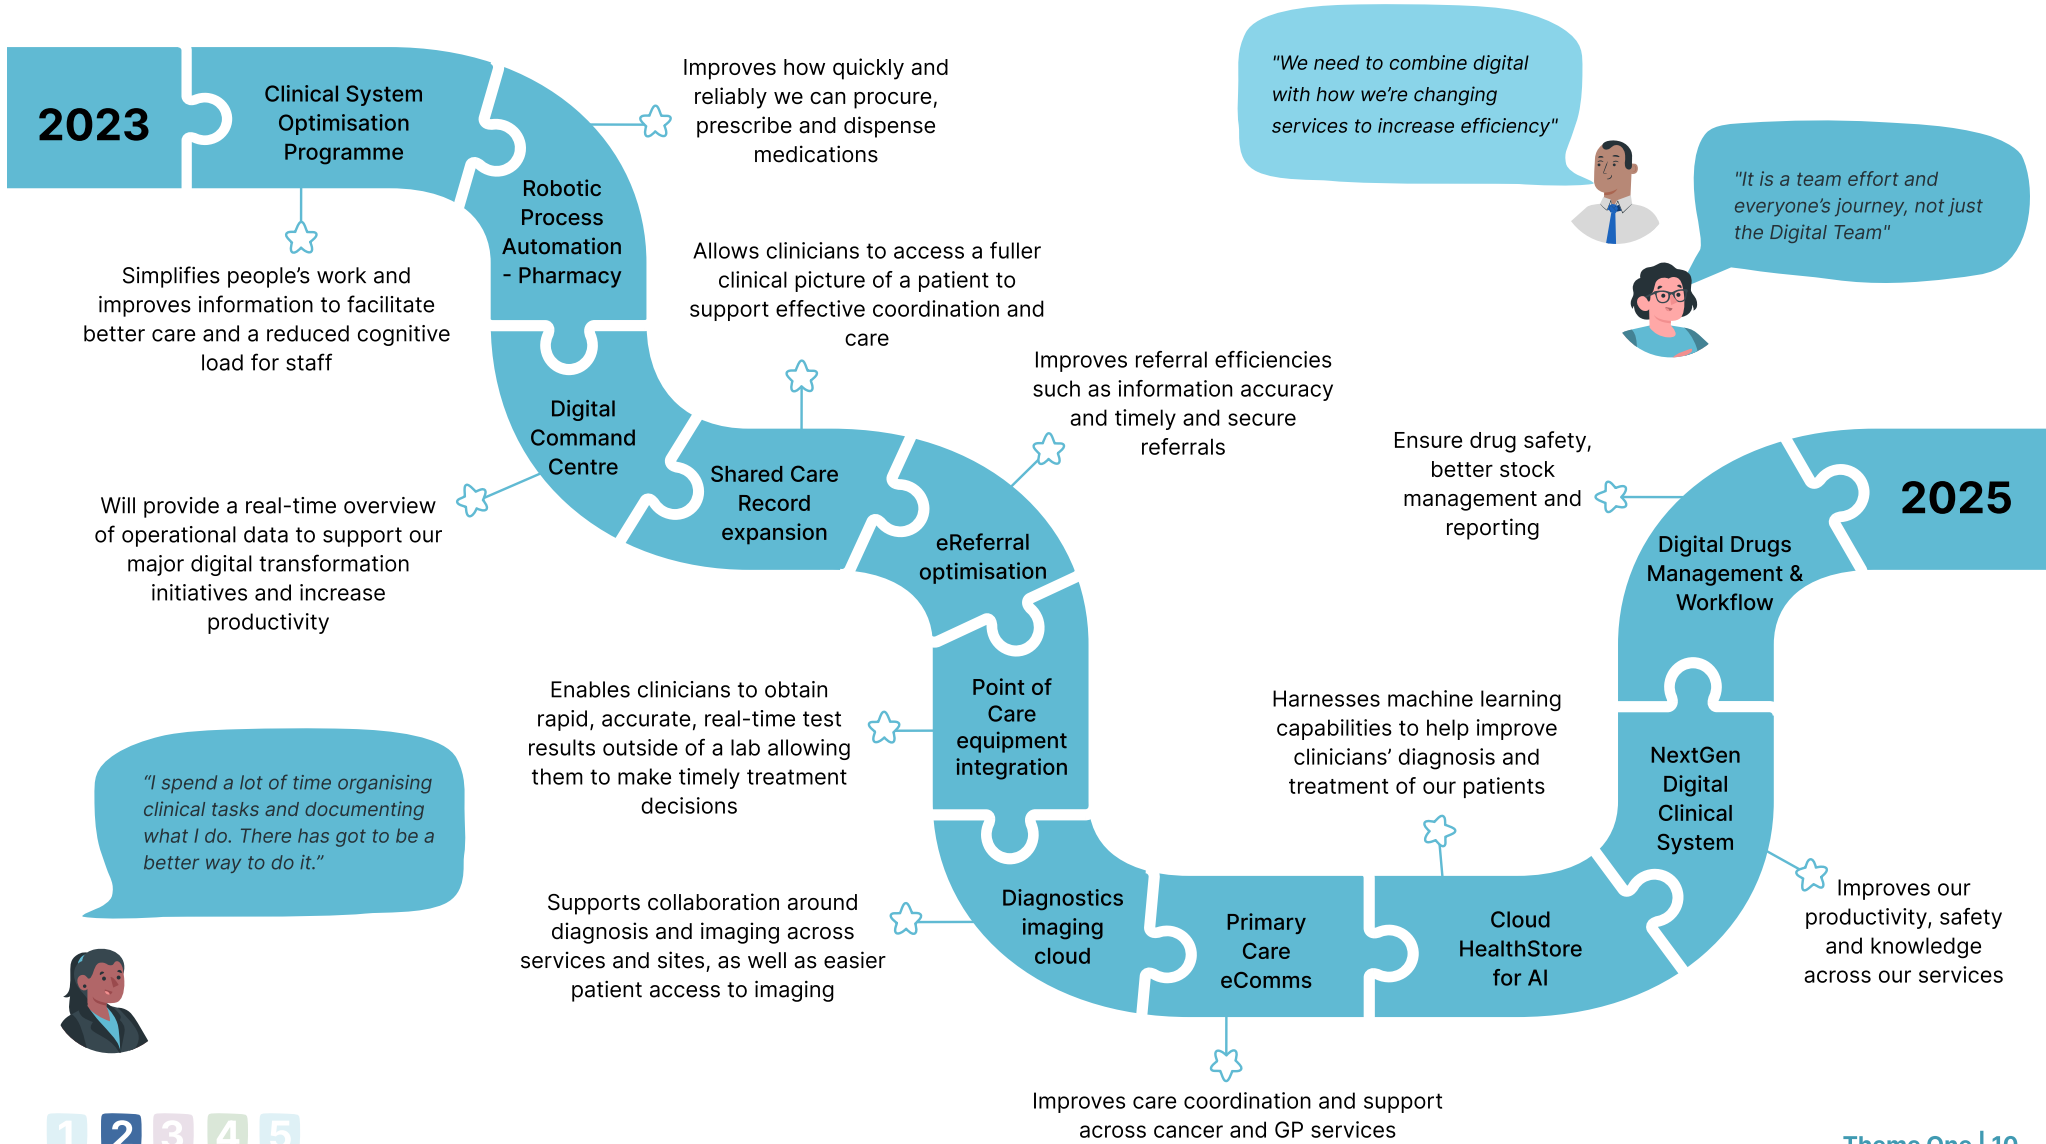 2023
Clinical System
Optimisation
Programme
Simplifies people's work and
improves information to facilitate
better care and a reduced cognitive
load for staff
Robotic
Process
Automation
- Pharmacy
Improves how quickly and
reliably we can procure,
prescribe and dispense
medications
Digital
Command
Centre
Will provide a real-time overview
of operational data to support our
major digital transformation
initiatives and increase
productivity
Shared Care
Record
expansion
Allows clinicians to access a fuller
clinical picture of a patient to
support effective coordination and
care
eReferral
optimisation
Improves referral efficiencies
such as information accuracy
and timely and secure
referrals
Point of
Care
equipment
integration
Enables clinicians to obtain
rapid, accurate, real-time test
results outside of a lab allowing
them to make timely treatment
decisions
Diagnostics
imaging
cloud
Supports collaboration around
diagnosis and imaging across
services and sites, as well as easier
patient access to imaging
Primary
Care
eComms
Improves care coordination and support
across cancer and GP services
Cloud
HealthStore
for AI
Harnesses machine learning
capabilities to help improve
clinicians' diagnosis and
treatment of our patients
NextGen
Digital
Clinical
System
Improves our
productivity, safety
and knowledge
across our services
Digital Drugs
Management &
Workflow
Ensure drug safety,
better stock
management and
reporting
2025
"We need to combine digital
with how we're changing
services to increase efficiency"
"It is a team effort and
everyone's journey, not just
the Digital Team"
“I spend a lot of time organising
clinical tasks and documenting
what I do. There has got to be a
better way to do it.”
1 2 3 4 5
Theme One | 10